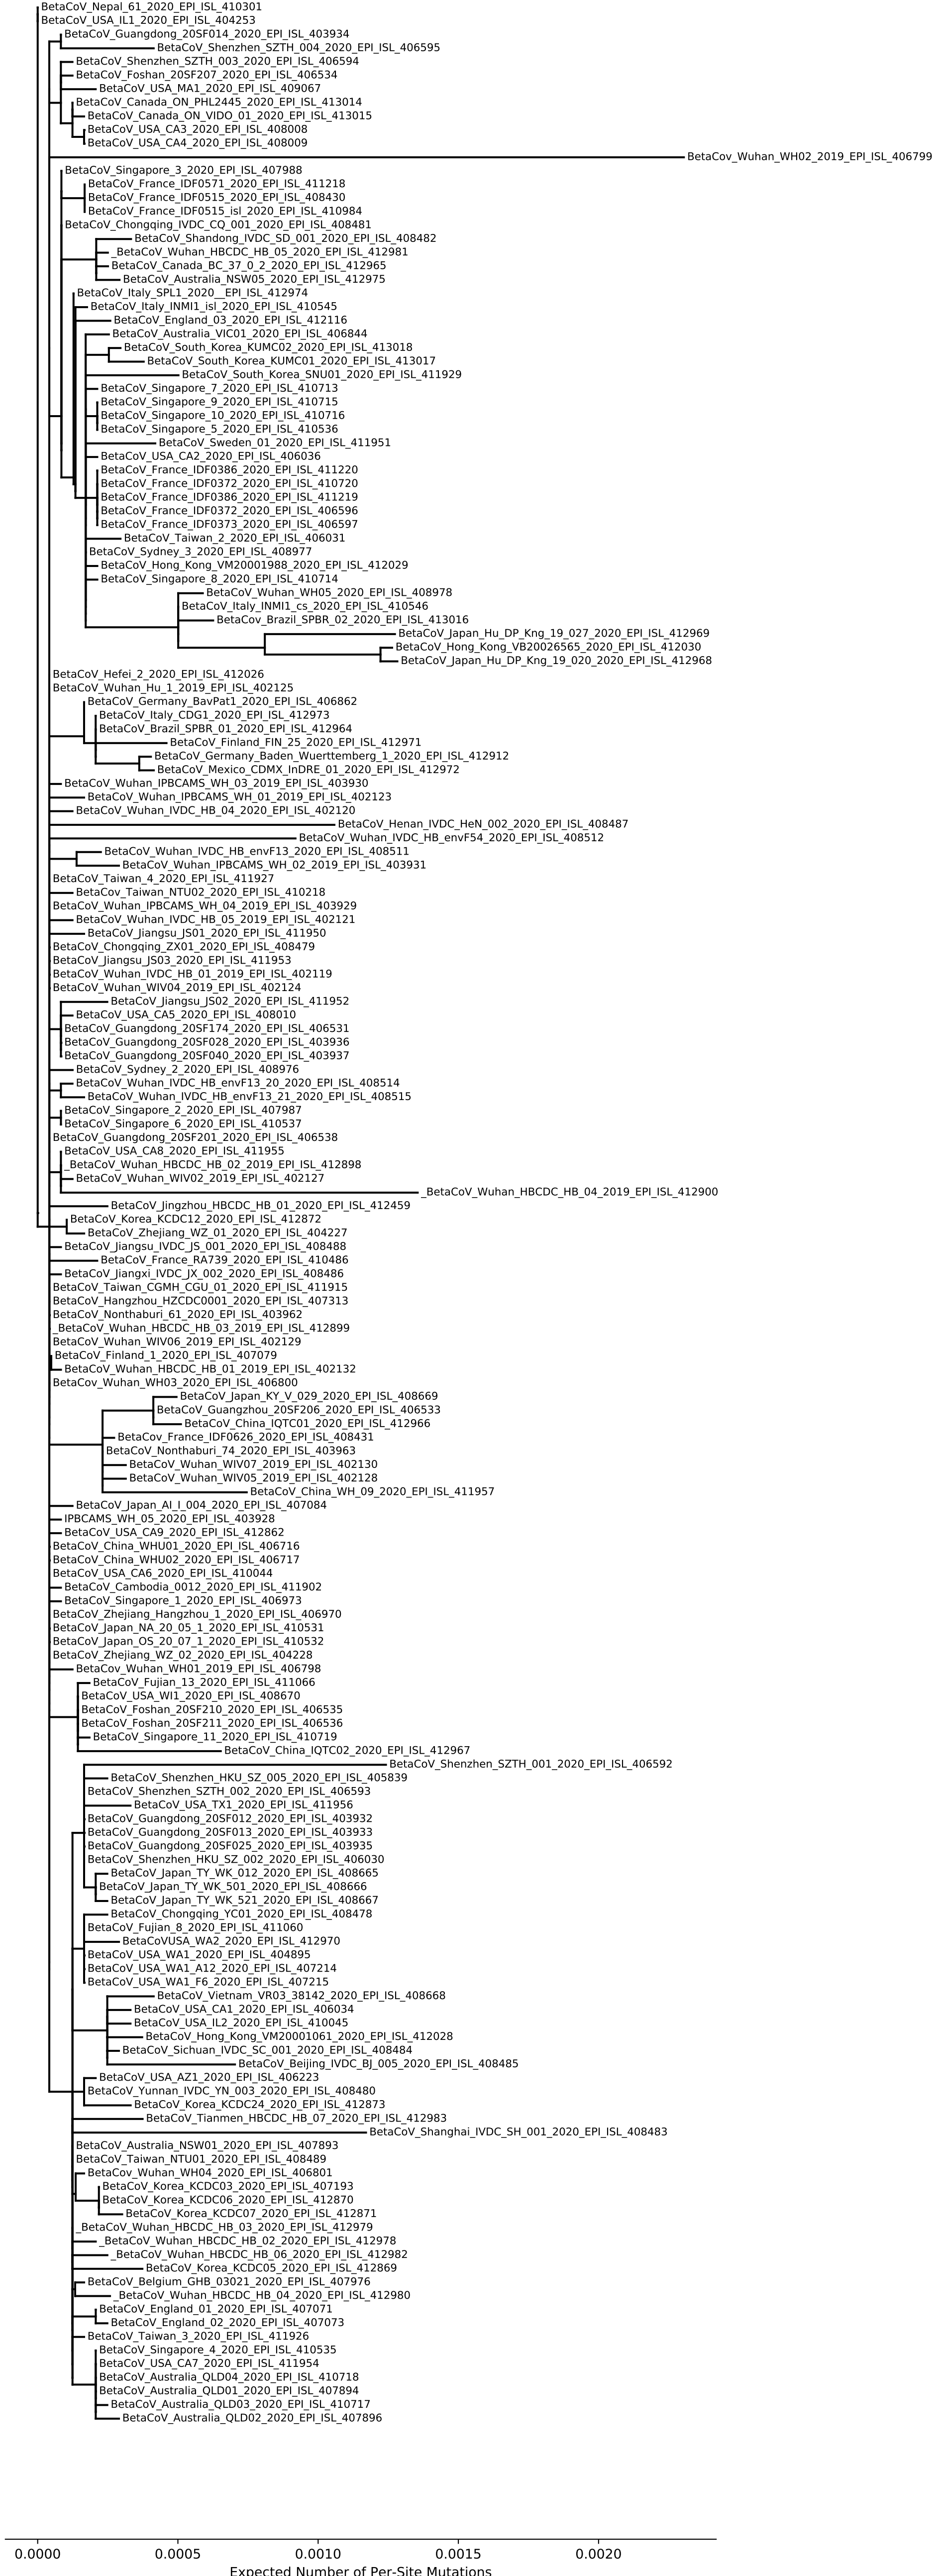 BetaCoV_Nepal_61_2020_EPI_ISL_410301
BetaCoV_USA_IL1_2020_EPI_ISL_404253
BetaCoV_Guangdong_20SF014_2020_EPI_ISL_403934
BetaCoV_Shenzhen_SZTH_004_2020_EPI_ISL_406595
BetaCoV_Shenzhen_SZTH_003_2020_EPI_ISL_406594
BetaCoV_Foshan_20SF207_2020_EPI_ISL_406534
BetaCoV_USA_MA1_2020_EPI_ISL_409067
BetaCoV_Canada_ON_PHL2445_2020_EPI_ISL_413014
BetaCoV_Canada_ON_VIDO_01_2020_EPI_ISL_413015
BetaCoV_USA_CA3_2020_EPI_ISL_408008
BetaCoV_USA_CA4_2020_EPI_ISL_408009
BetaCov_Wuhan_WH02_2019_EPI_ISL_406799
BetaCoV_Singapore_3_2020_EPI_ISL_407988
BetaCoV_France_IDF0571_2020_EPI_ISL_411218
BetaCoV_France_IDF0515_2020_EPI_ISL_408430
BetaCoV_France_IDF0515_isl_2020_EPI_ISL_410984
BetaCoV_Chongqing_IVDC_CQ_001_2020_EPI_ISL_408481
BetaCoV_Shandong_IVDC_SD_001_2020_EPI_ISL_408482
_BetaCoV_Wuhan_HBCDC_HB_05_2020_EPI_ISL_412981
BetaCoV_Canada_BC_37_0_2_2020_EPI_ISL_412965
BetaCoV_Australia_NSW05_2020_EPI_ISL_412975
BetaCoV_Italy_SPL1_2020__EPI_ISL_412974
BetaCoV_Italy_INMI1_isl_2020_EPI_ISL_410545
BetaCoV_England_03_2020_EPI_ISL_412116
BetaCoV_Australia_VIC01_2020_EPI_ISL_406844
BetaCoV_South_Korea_KUMC02_2020_EPI_ISL_413018
BetaCoV_South_Korea_KUMC01_2020_EPI_ISL_413017
BetaCoV_South_Korea_SNU01_2020_EPI_ISL_411929
BetaCoV_Singapore_7_2020_EPI_ISL_410713
BetaCoV_Singapore_9_2020_EPI_ISL_410715
BetaCoV_Singapore_10_2020_EPI_ISL_410716
BetaCoV_Singapore_5_2020_EPI_ISL_410536
BetaCoV_Sweden_01_2020_EPI_ISL_411951
BetaCoV_USA_CA2_2020_EPI_ISL_406036
BetaCoV_France_IDF0386_2020_EPI_ISL_411220
BetaCoV_France_IDF0372_2020_EPI_ISL_410720
BetaCoV_France_IDF0386_2020_EPI_ISL_411219
BetaCoV_France_IDF0372_2020_EPI_ISL_406596
BetaCoV_France_IDF0373_2020_EPI_ISL_406597
BetaCoV_Taiwan_2_2020_EPI_ISL_406031
BetaCoV_Sydney_3_2020_EPI_ISL_408977
BetaCoV_Hong_Kong_VM20001988_2020_EPI_ISL_412029
BetaCoV_Singapore_8_2020_EPI_ISL_410714
BetaCoV_Wuhan_WH05_2020_EPI_ISL_408978
BetaCoV_Italy_INMI1_cs_2020_EPI_ISL_410546
BetaCov_Brazil_SPBR_02_2020_EPI_ISL_413016
BetaCoV_Japan_Hu_DP_Kng_19_027_2020_EPI_ISL_412969
BetaCoV_Hong_Kong_VB20026565_2020_EPI_ISL_412030
BetaCoV_Japan_Hu_DP_Kng_19_020_2020_EPI_ISL_412968
BetaCoV_Hefei_2_2020_EPI_ISL_412026
BetaCoV_Wuhan_Hu_1_2019_EPI_ISL_402125
BetaCoV_Germany_BavPat1_2020_EPI_ISL_406862
BetaCoV_Italy_CDG1_2020_EPI_ISL_412973
BetaCoV_Brazil_SPBR_01_2020_EPI_ISL_412964
BetaCoV_Finland_FIN_25_2020_EPI_ISL_412971
BetaCoV_Germany_Baden_Wuerttemberg_1_2020_EPI_ISL_412912
BetaCoV_Mexico_CDMX_InDRE_01_2020_EPI_ISL_412972
BetaCoV_Wuhan_IPBCAMS_WH_03_2019_EPI_ISL_403930
BetaCoV_Wuhan_IPBCAMS_WH_01_2019_EPI_ISL_402123
BetaCoV_Wuhan_IVDC_HB_04_2020_EPI_ISL_402120
BetaCoV_Henan_IVDC_HeN_002_2020_EPI_ISL_408487
BetaCoV_Wuhan_IVDC_HB_envF54_2020_EPI_ISL_408512
BetaCoV_Wuhan_IVDC_HB_envF13_2020_EPI_ISL_408511
BetaCoV_Wuhan_IPBCAMS_WH_02_2019_EPI_ISL_403931
BetaCoV_Taiwan_4_2020_EPI_ISL_411927
BetaCov_Taiwan_NTU02_2020_EPI_ISL_410218
BetaCoV_Wuhan_IPBCAMS_WH_04_2019_EPI_ISL_403929
BetaCoV_Wuhan_IVDC_HB_05_2019_EPI_ISL_402121
BetaCoV_Jiangsu_JS01_2020_EPI_ISL_411950
BetaCoV_Chongqing_ZX01_2020_EPI_ISL_408479
BetaCoV_Jiangsu_JS03_2020_EPI_ISL_411953
BetaCoV_Wuhan_IVDC_HB_01_2019_EPI_ISL_402119
BetaCoV_Wuhan_WIV04_2019_EPI_ISL_402124
BetaCoV_Jiangsu_JS02_2020_EPI_ISL_411952
BetaCoV_USA_CA5_2020_EPI_ISL_408010
BetaCoV_Guangdong_20SF174_2020_EPI_ISL_406531
BetaCoV_Guangdong_20SF028_2020_EPI_ISL_403936
BetaCoV_Guangdong_20SF040_2020_EPI_ISL_403937
BetaCoV_Sydney_2_2020_EPI_ISL_408976
BetaCoV_Wuhan_IVDC_HB_envF13_20_2020_EPI_ISL_408514
BetaCoV_Wuhan_IVDC_HB_envF13_21_2020_EPI_ISL_408515
BetaCoV_Singapore_2_2020_EPI_ISL_407987
BetaCoV_Singapore_6_2020_EPI_ISL_410537
BetaCoV_Guangdong_20SF201_2020_EPI_ISL_406538
BetaCoV_USA_CA8_2020_EPI_ISL_411955
_BetaCoV_Wuhan_HBCDC_HB_02_2019_EPI_ISL_412898
BetaCoV_Wuhan_WIV02_2019_EPI_ISL_402127
_BetaCoV_Wuhan_HBCDC_HB_04_2019_EPI_ISL_412900
BetaCoV_Jingzhou_HBCDC_HB_01_2020_EPI_ISL_412459
BetaCoV_Korea_KCDC12_2020_EPI_ISL_412872
BetaCoV_Zhejiang_WZ_01_2020_EPI_ISL_404227
BetaCoV_Jiangsu_IVDC_JS_001_2020_EPI_ISL_408488
BetaCoV_France_RA739_2020_EPI_ISL_410486
BetaCoV_Jiangxi_IVDC_JX_002_2020_EPI_ISL_408486
BetaCoV_Taiwan_CGMH_CGU_01_2020_EPI_ISL_411915
BetaCoV_Hangzhou_HZCDC0001_2020_EPI_ISL_407313
BetaCoV_Nonthaburi_61_2020_EPI_ISL_403962
_BetaCoV_Wuhan_HBCDC_HB_03_2019_EPI_ISL_412899
BetaCoV_Wuhan_WIV06_2019_EPI_ISL_402129
BetaCoV_Finland_1_2020_EPI_ISL_407079
BetaCoV_Wuhan_HBCDC_HB_01_2019_EPI_ISL_402132
BetaCov_Wuhan_WH03_2020_EPI_ISL_406800
BetaCoV_Japan_KY_V_029_2020_EPI_ISL_408669
BetaCoV_Guangzhou_20SF206_2020_EPI_ISL_406533
BetaCoV_China_IQTC01_2020_EPI_ISL_412966
BetaCov_France_IDF0626_2020_EPI_ISL_408431
BetaCoV_Nonthaburi_74_2020_EPI_ISL_403963
BetaCoV_Wuhan_WIV07_2019_EPI_ISL_402130
BetaCoV_Wuhan_WIV05_2019_EPI_ISL_402128
BetaCoV_China_WH_09_2020_EPI_ISL_411957
BetaCoV_Japan_AI_I_004_2020_EPI_ISL_407084
IPBCAMS_WH_05_2020_EPI_ISL_403928
BetaCoV_USA_CA9_2020_EPI_ISL_412862
BetaCoV_China_WHU01_2020_EPI_ISL_406716
BetaCoV_China_WHU02_2020_EPI_ISL_406717
BetaCoV_USA_CA6_2020_EPI_ISL_410044
BetaCoV_Cambodia_0012_2020_EPI_ISL_411902
BetaCoV_Singapore_1_2020_EPI_ISL_406973
BetaCoV_Zhejiang_Hangzhou_1_2020_EPI_ISL_406970
BetaCoV_Japan_NA_20_05_1_2020_EPI_ISL_410531
BetaCoV_Japan_OS_20_07_1_2020_EPI_ISL_410532
BetaCoV_Zhejiang_WZ_02_2020_EPI_ISL_404228
BetaCov_Wuhan_WH01_2019_EPI_ISL_406798
BetaCoV_Fujian_13_2020_EPI_ISL_411066
BetaCoV_USA_WI1_2020_EPI_ISL_408670
BetaCoV_Foshan_20SF210_2020_EPI_ISL_406535
BetaCoV_Foshan_20SF211_2020_EPI_ISL_406536
BetaCoV_Singapore_11_2020_EPI_ISL_410719
BetaCoV_China_IQTC02_2020_EPI_ISL_412967
BetaCoV_Shenzhen_SZTH_001_2020_EPI_ISL_406592
BetaCoV_Shenzhen_HKU_SZ_005_2020_EPI_ISL_405839
BetaCoV_Shenzhen_SZTH_002_2020_EPI_ISL_406593
BetaCoV_USA_TX1_2020_EPI_ISL_411956
BetaCoV_Guangdong_20SF012_2020_EPI_ISL_403932
BetaCoV_Guangdong_20SF013_2020_EPI_ISL_403933
BetaCoV_Guangdong_20SF025_2020_EPI_ISL_403935
BetaCoV_Shenzhen_HKU_SZ_002_2020_EPI_ISL_406030
BetaCoV_Japan_TY_WK_012_2020_EPI_ISL_408665
BetaCoV_Japan_TY_WK_501_2020_EPI_ISL_408666
BetaCoV_Japan_TY_WK_521_2020_EPI_ISL_408667
BetaCoV_Chongqing_YC01_2020_EPI_ISL_408478
BetaCoV_Fujian_8_2020_EPI_ISL_411060
BetaCoVUSA_WA2_2020_EPI_ISL_412970
BetaCoV_USA_WA1_2020_EPI_ISL_404895
BetaCoV_USA_WA1_A12_2020_EPI_ISL_407214
BetaCoV_USA_WA1_F6_2020_EPI_ISL_407215
BetaCoV_Vietnam_VR03_38142_2020_EPI_ISL_408668
BetaCoV_USA_CA1_2020_EPI_ISL_406034
BetaCoV_USA_IL2_2020_EPI_ISL_410045
BetaCoV_Hong_Kong_VM20001061_2020_EPI_ISL_412028
BetaCoV_Sichuan_IVDC_SC_001_2020_EPI_ISL_408484
BetaCoV_Beijing_IVDC_BJ_005_2020_EPI_ISL_408485
BetaCoV_USA_AZ1_2020_EPI_ISL_406223
BetaCoV_Yunnan_IVDC_YN_003_2020_EPI_ISL_408480
BetaCoV_Korea_KCDC24_2020_EPI_ISL_412873
BetaCoV_Tianmen_HBCDC_HB_07_2020_EPI_ISL_412983
BetaCoV_Shanghai_IVDC_SH_001_2020_EPI_ISL_408483
BetaCoV_Australia_NSW01_2020_EPI_ISL_407893
BetaCoV_Taiwan_NTU01_2020_EPI_ISL_408489
BetaCov_Wuhan_WH04_2020_EPI_ISL_406801
BetaCoV_Korea_KCDC03_2020_EPI_ISL_407193
BetaCoV_Korea_KCDC06_2020_EPI_ISL_412870
BetaCoV_Korea_KCDC07_2020_EPI_ISL_412871
_BetaCoV_Wuhan_HBCDC_HB_03_2020_EPI_ISL_412979
_BetaCoV_Wuhan_HBCDC_HB_02_2020_EPI_ISL_412978
_BetaCoV_Wuhan_HBCDC_HB_06_2020_EPI_ISL_412982
BetaCoV_Korea_KCDC05_2020_EPI_ISL_412869
BetaCoV_Belgium_GHB_03021_2020_EPI_ISL_407976
_BetaCoV_Wuhan_HBCDC_HB_04_2020_EPI_ISL_412980
BetaCoV_England_01_2020_EPI_ISL_407071
BetaCoV_England_02_2020_EPI_ISL_407073
BetaCoV_Taiwan_3_2020_EPI_ISL_411926
BetaCoV_Singapore_4_2020_EPI_ISL_410535
BetaCoV_USA_CA7_2020_EPI_ISL_411954
BetaCoV_Australia_QLD04_2020_EPI_ISL_410718
BetaCoV_Australia_QLD01_2020_EPI_ISL_407894
BetaCoV_Australia_QLD03_2020_EPI_ISL_410717
BetaCoV_Australia_QLD02_2020_EPI_ISL_407896
0.0000 0.0005 0.0010 0.0015 0.0020
Expected Number of Per-Site Mutations